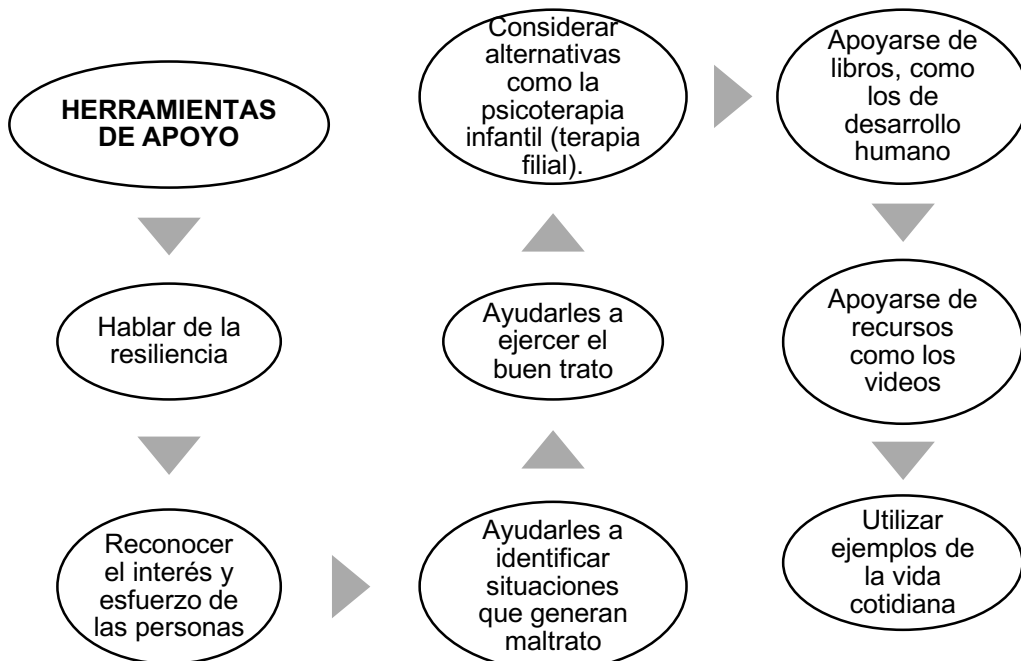 HERRAMIENTAS
DE APOYO
Hablar de la
resiliencia
Reconocer
el interés y
esfuerzo de
las personas
Ayudarles a
identificar
situaciones
que generan
maltrato
Ayudarles a
ejercer el
buen trato
Considerar
alternativas
como la
psicoterapia
infantil (terapia
filial).
Apoyarse de
libros, como
los de
desarrollo
humano
Apoyarse de
recursos
como los
videos
Utilizar
ejemplos de
la vida
cotidiana